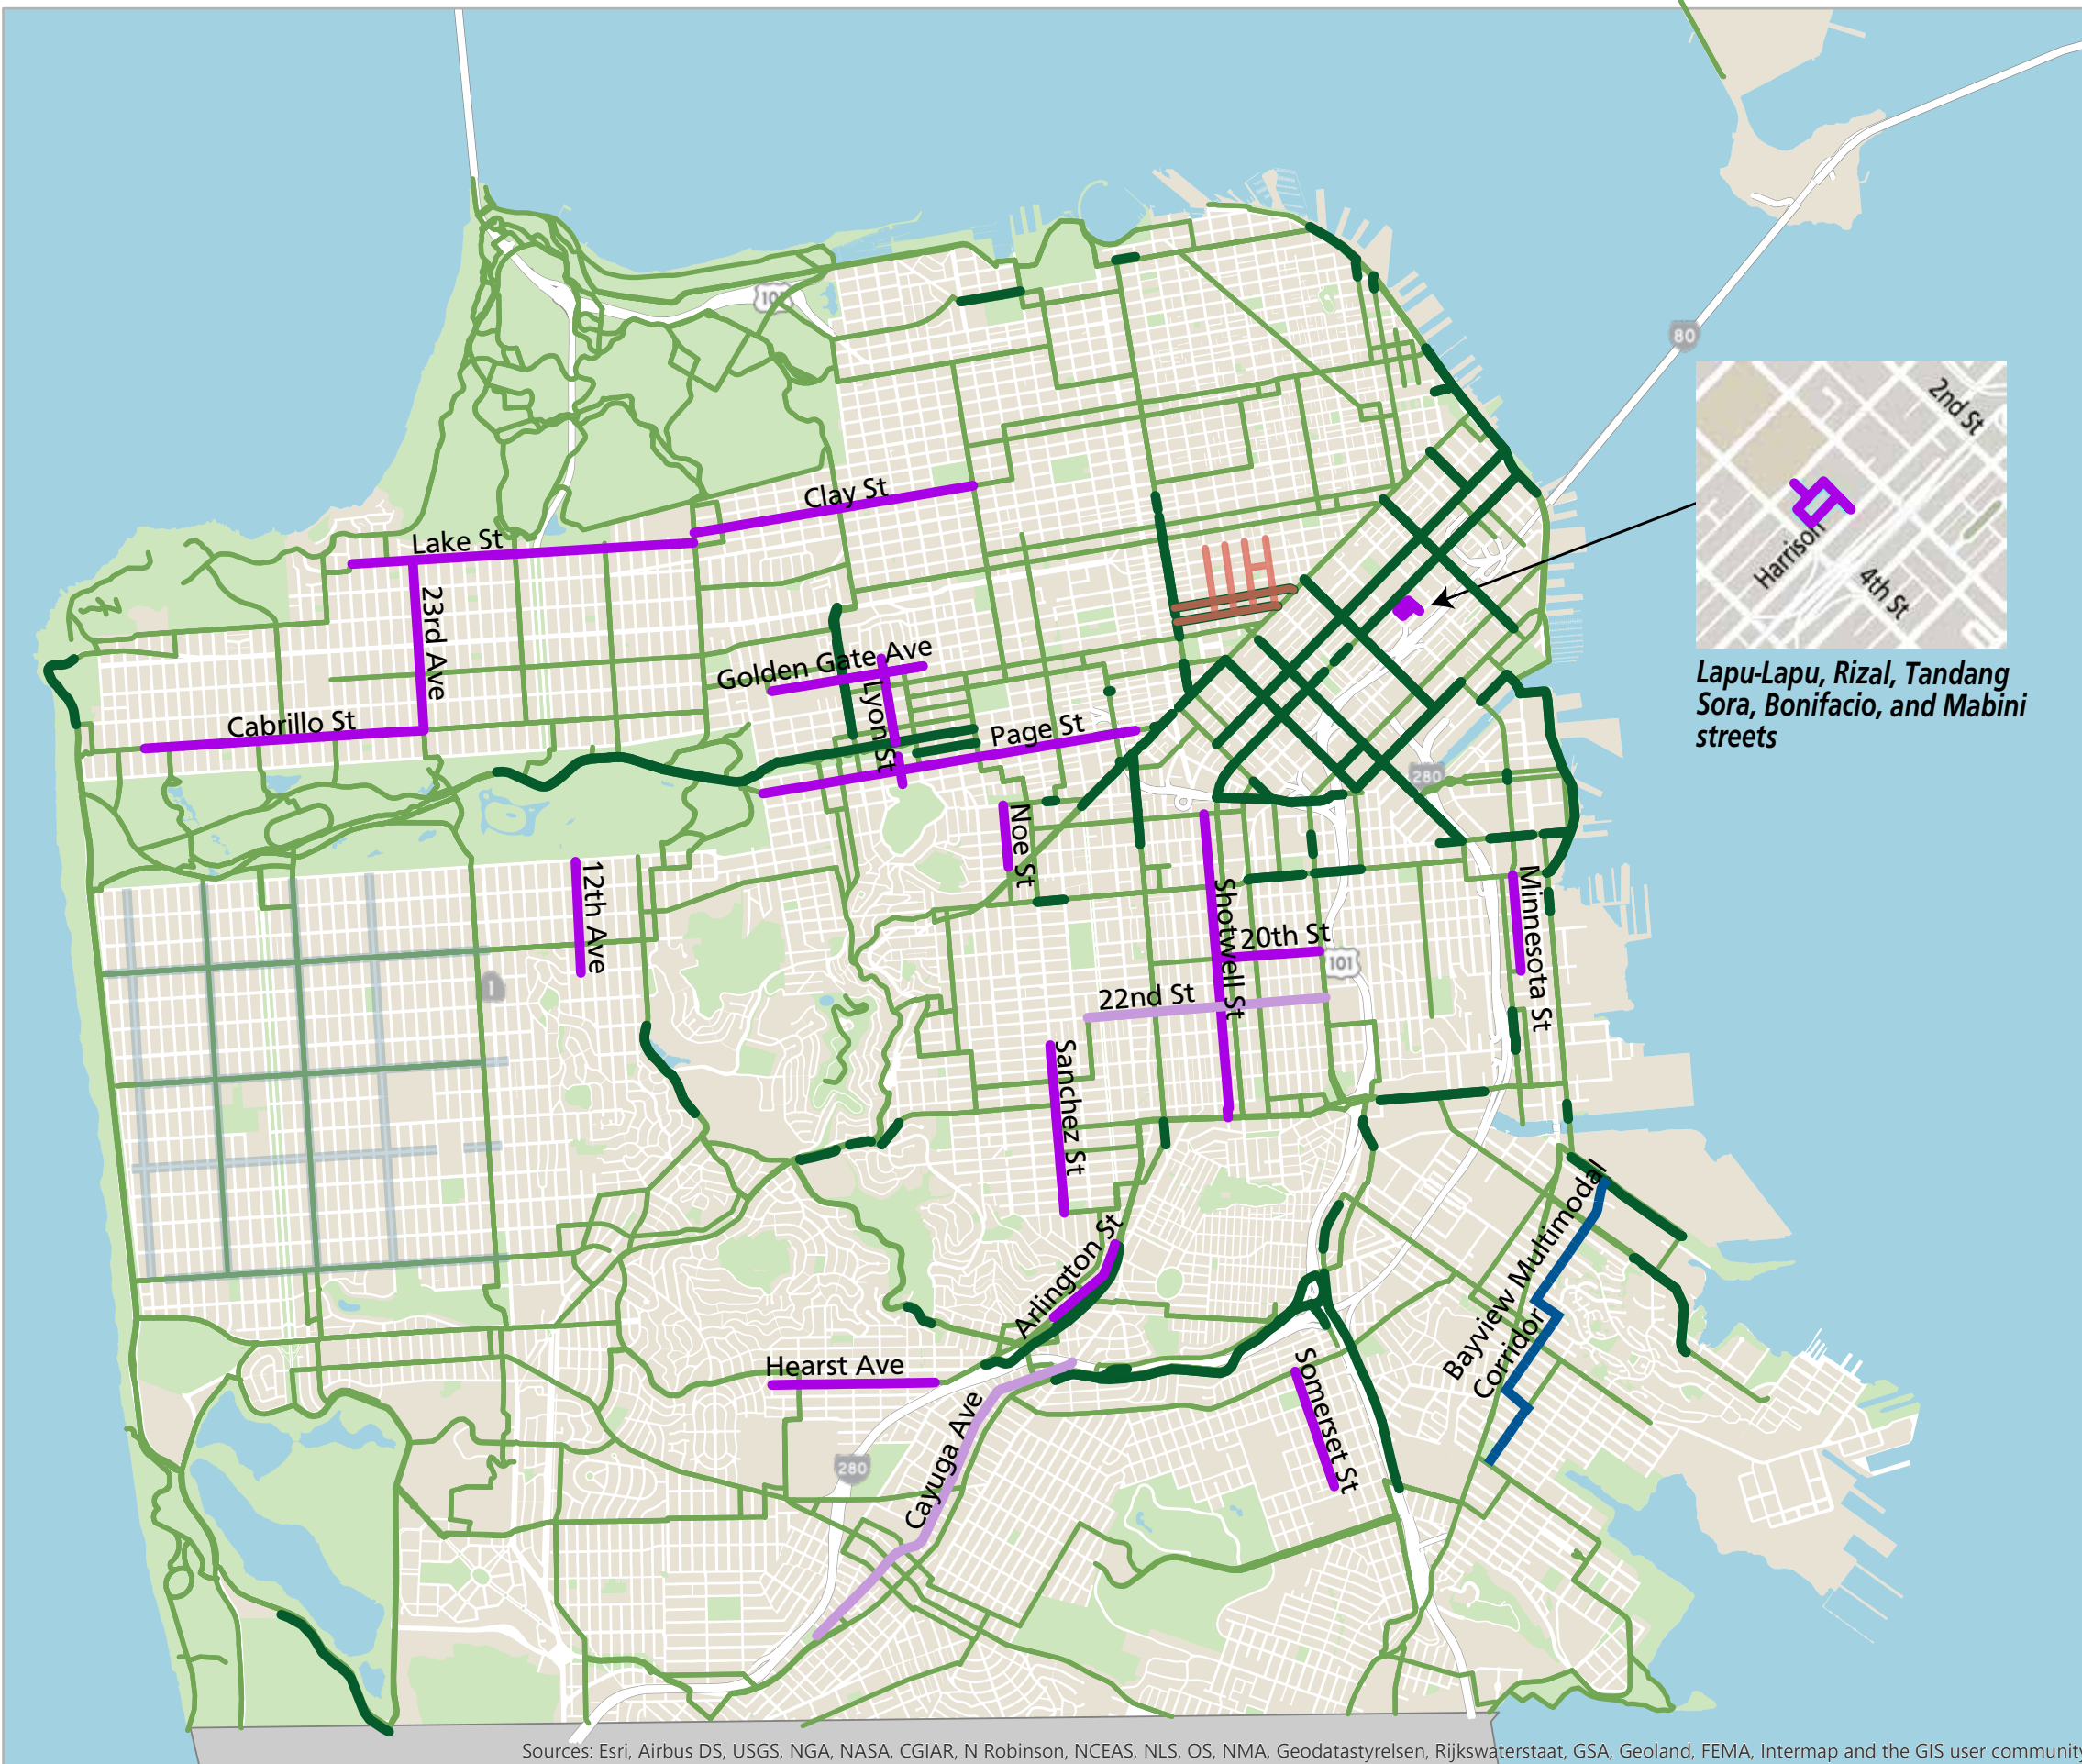 101
80
2nd St
Harrison
4th St
Lapu-Lapu, Rizal, Tandang
Sora, Bonifacio, and Mabini
streets
Clay St
Lake St
23rd Ave
Golden Gate Ave
Lyon St
Cabrillo St
Page St
280
Noe St
12th Ave
Shotwell St
Minnesota St
20th St
101
1
22nd St
Sanchez St
Arlington St
Bayview Multimodal
Corridor
Hearst Ave
Somerset St
Cayuga Ave
280
Sources: Esri, Airbus DS, USGS, NGA, NASA, CGIAR, N Robinson, NCEAS, NLS, OS, NMA, Geodatastyrelsen, Rijkswaterstaat, GSA, Geoland, FEMA, Intermap and the GIS user community